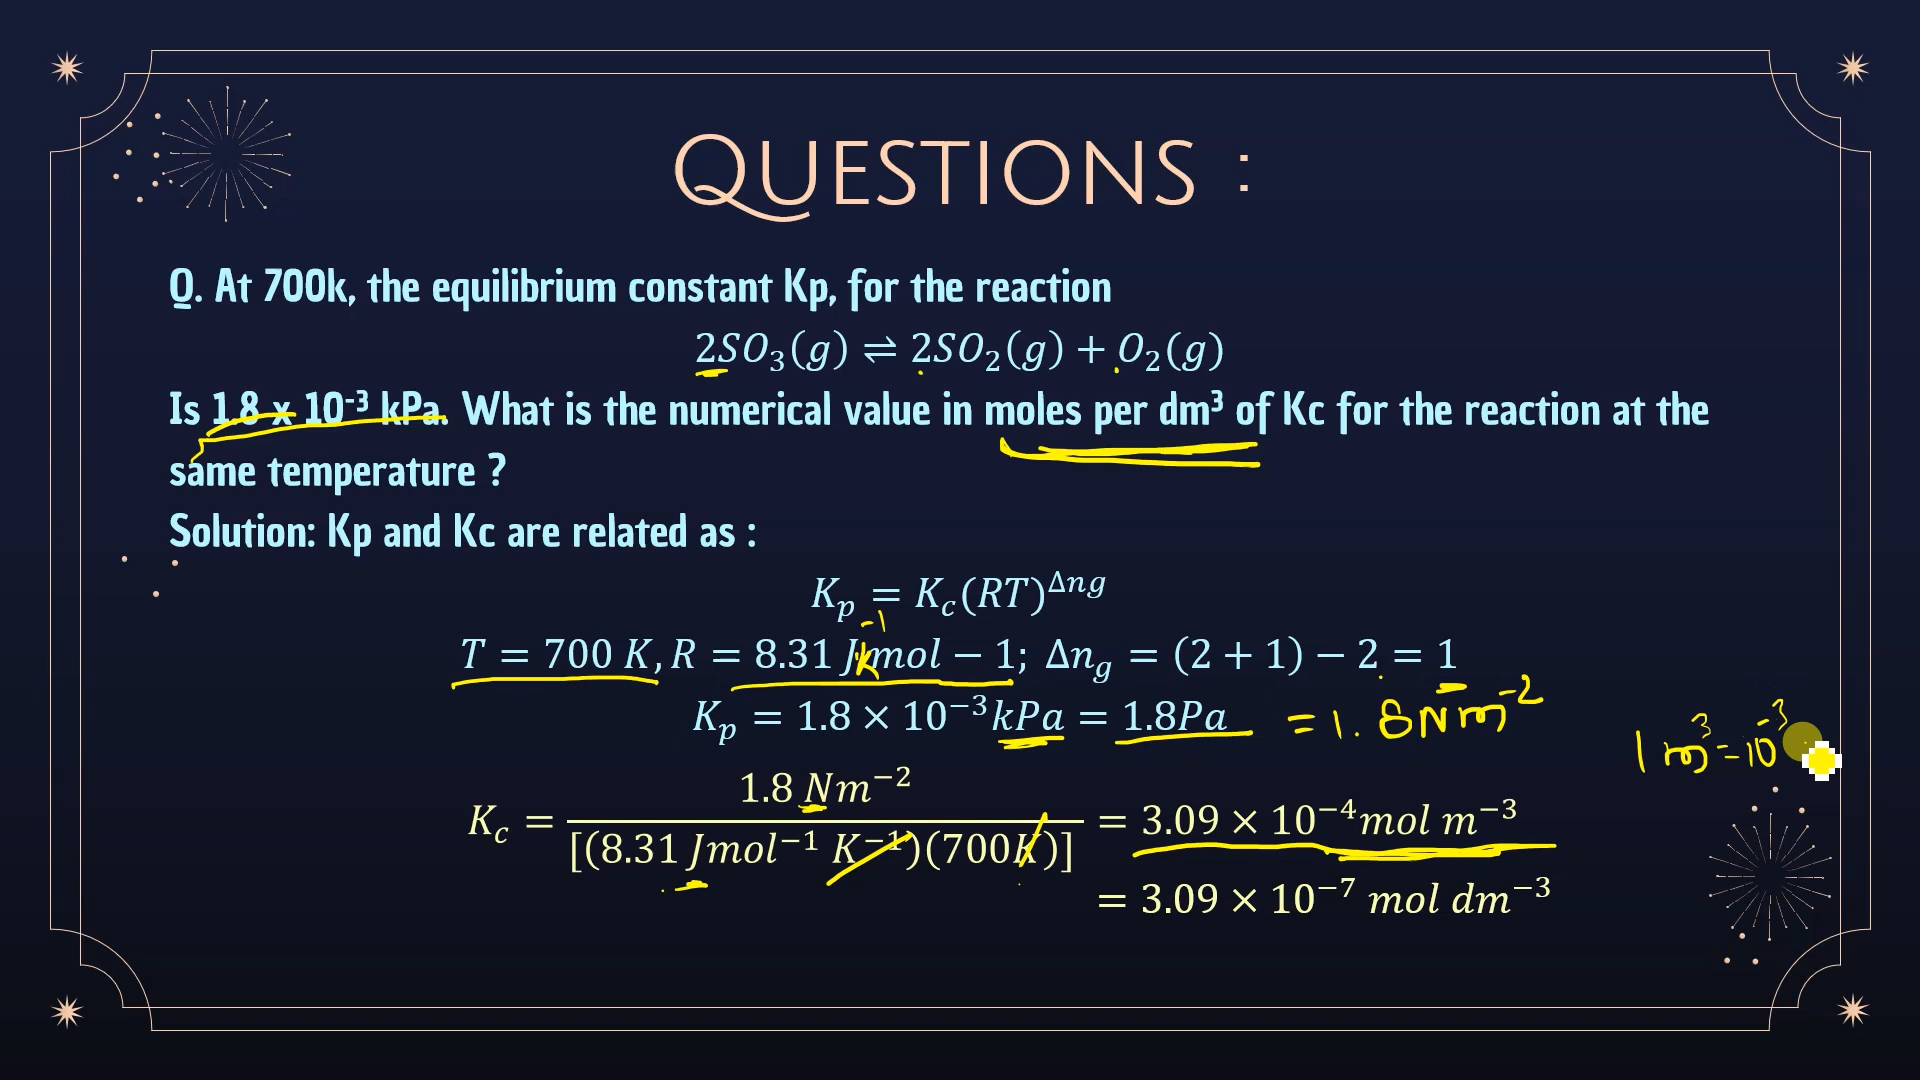 QUESTIONS :
Q. At 700k, the equilibrium constant Kp, for the reaction
2SO₃(g) ⇌ 2SO₂(g) + O₂(g)
Is 1.8 x 10⁻³ kPa. What is the numerical value in moles per dm³ of Kc for the reaction at the
same temperature ?
Solution: Kp and Kc are related as :
Kₚ = K꜀(RT)^Δng
-1
T = 700 K, R = 8.31 J k mol − 1; Δn_g = (2 + 1) − 2 = 1
Kₚ = 1.8 × 10⁻³kPa = 1.8Pa = 1.8Nm⁻²
1m³=10⁻³
K꜀ = 1.8 Nm⁻² / [(8.31 Jmol⁻¹ K⁻¹)(700K)] = 3.09 × 10⁻⁴mol m⁻³
= 3.09 × 10⁻⁷ mol dm⁻³